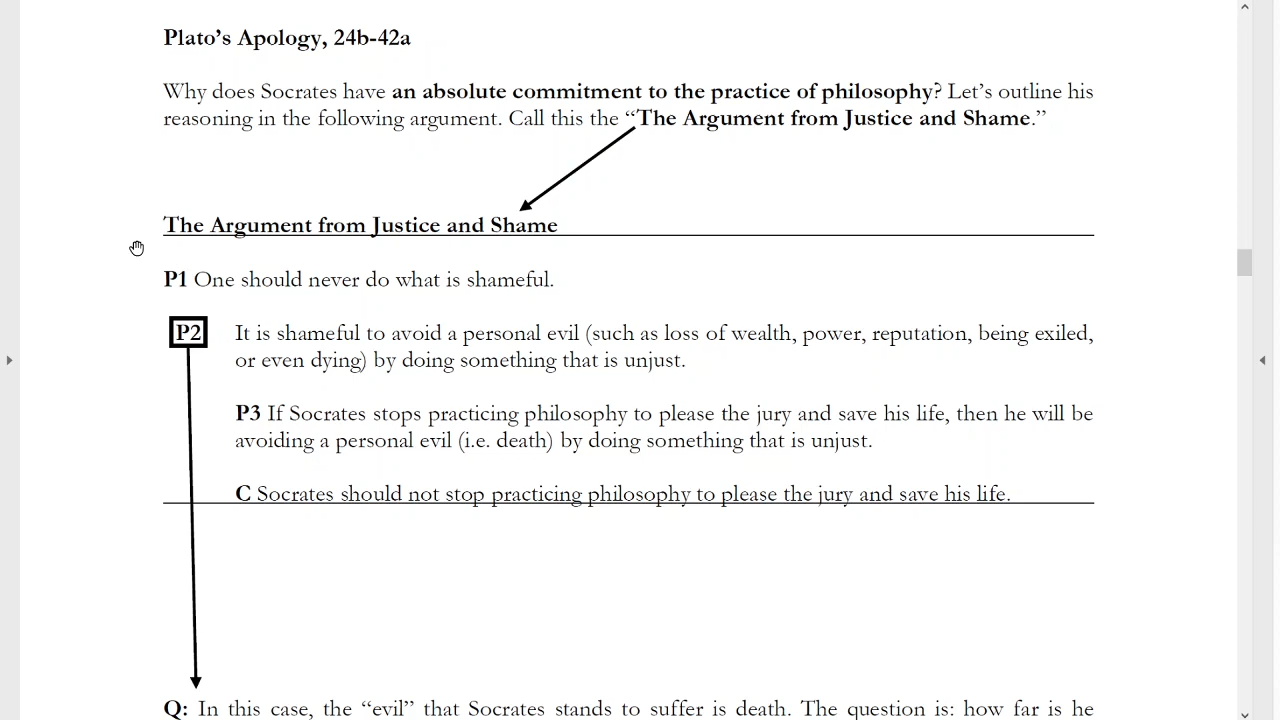 Plato’s Apology, 24b-42a
Why does Socrates have an absolute commitment to the practice of philosophy? Let’s outline his
reasoning in the following argument. Call this the “The Argument from Justice and Shame.”
The Argument from Justice and Shame
P1 One should never do what is shameful.
P2 It is shameful to avoid a personal evil (such as loss of wealth, power, reputation, being exiled,
or even dying) by doing something that is unjust.
P3 If Socrates stops practicing philosophy to please the jury and save his life, then he will be
avoiding a personal evil (i.e. death) by doing something that is unjust.
C Socrates should not stop practicing philosophy to please the jury and save his life.
Q: In this case, the “evil” that Socrates stands to suffer is death. The question is: how far is he